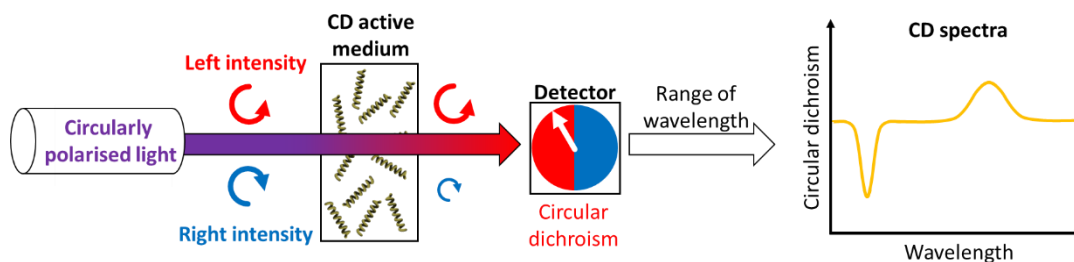 CD active
medium
Left intensity
Circularly
polarised light
Right intensity
Detector
Circular
dichroism
Range of
wavelength
CD spectra
Circular dichroism
Wavelength